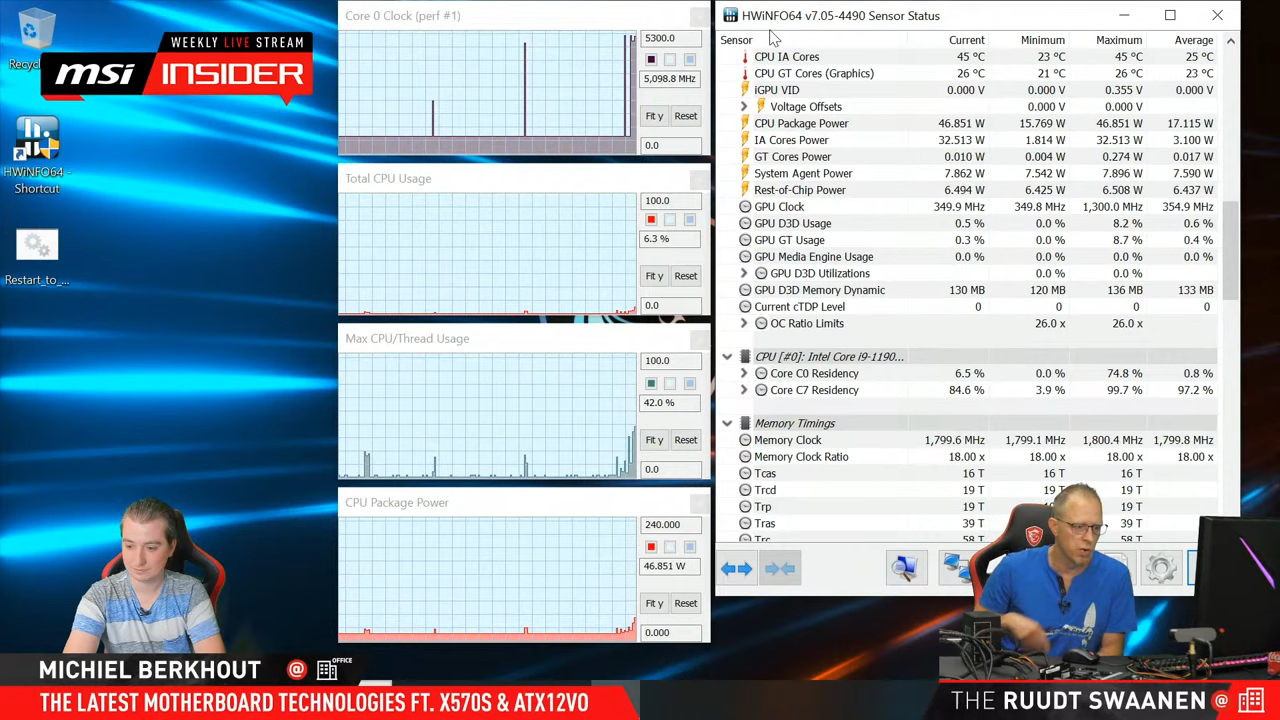 Recyc
WEEKLY LIVE STREAM
msi INSIDER
HWiNFO64 -
Shortcut
Restart_to_...
Core 0 Clock (perf #1)
5300.0
5,098.8 MHz
Fit y
Reset
0.0
Total CPU Usage
100.0
6.3 %
Fit y
Reset
0.0
Max CPU/Thread Usage
100.0
42.0 %
Fit y
Reset
0.0
CPU Package Power
240.000
46.851 W
Fit y
Reset
0.000
HWiNFO64 v7.05-4490 Sensor Status
Sensor Current Minimum Maximum Average
CPU IA Cores 45 °C 23 °C 45 °C 25 °C
CPU GT Cores (Graphics) 26 °C 21 °C 26 °C 23 °C
iGPU VID 0.000 V 0.355 V 0.000 V
Voltage Offsets 0.000 V 0.000 V
CPU Package Power 46.851 W 15.769 W 46.851 W 17.115 W
IA Cores Power 32.513 W 1.814 W 32.513 W 3.100 W
GT Cores Power 0.010 W 0.004 W 0.274 W 0.017 W
System Agent Power 7.862 W 7.542 W 7.896 W 7.590 W
Rest-of-Chip Power 6.494 W 6.425 W 6.508 W 6.437 W
GPU Clock 349.9 MHz 349.8 MHz 1,300.0 MHz 354.9 MHz
GPU D3D Usage 0.5 % 0.0 % 8.2 % 0.6 %
GPU GT Usage 0.3 % 0.0 % 8.7 % 0.4 %
GPU Media Engine Usage 0.0 % 0.0 % 0.0 % 0.0 %
GPU D3D Utilizations 0.0 % 0.0 %
GPU D3D Memory Dynamic 130 MB 120 MB 136 MB 133 MB
Current cTDP Level 0 0 0 0
OC Ratio Limits 26.0 x 26.0 x
CPU [#0]: Intel Core i9-1190...
Core C0 Residency 6.5 % 0.0 % 74.8 % 0.8 %
Core C7 Residency 84.6 % 3.9 % 99.7 % 97.2 %
Memory Timings
Memory Clock 1,799.6 MHz 1,799.1 MHz 1,800.4 MHz 1,799.8 MHz
Memory Clock Ratio 18.00 x 18.00 x 18.00 x 18.00 x
Tcas 16 T 16 T 16 T
Trcd 19 T 19 T 19 T
Trp 19 T 19 T 19 T
Tras 39 T 39 T 39 T
Trc 58 T 58 T 58 T
MICHIEL BERKHOUT @ OFFICE
THE LATEST MOTHERBOARD TECHNOLOGIES FT. X570S & ATX12VO
THE RUUDT SWAANEN @